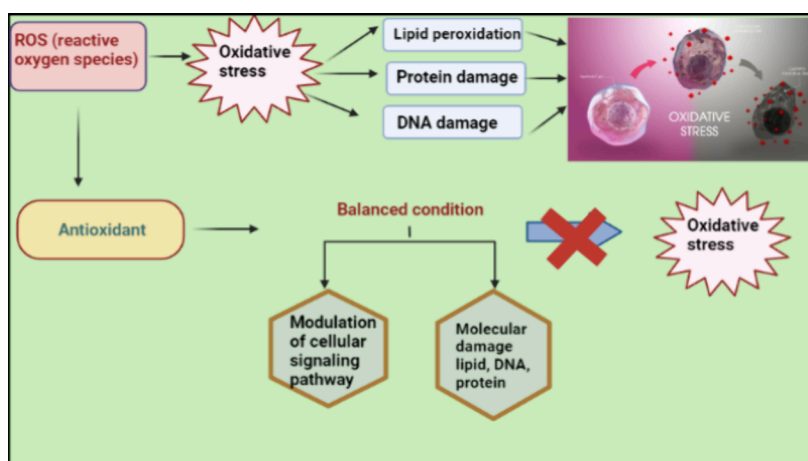 ROS (reactive
oxygen species)
Oxidative
stress
Lipid peroxidation
Protein damage
DNA damage
OXIDATIVE
STRESS
Antioxidant
Balanced condition
Oxidative
stress
Modulation
of cellular
signaling
pathway
Molecular
damage
lipid, DNA,
protein